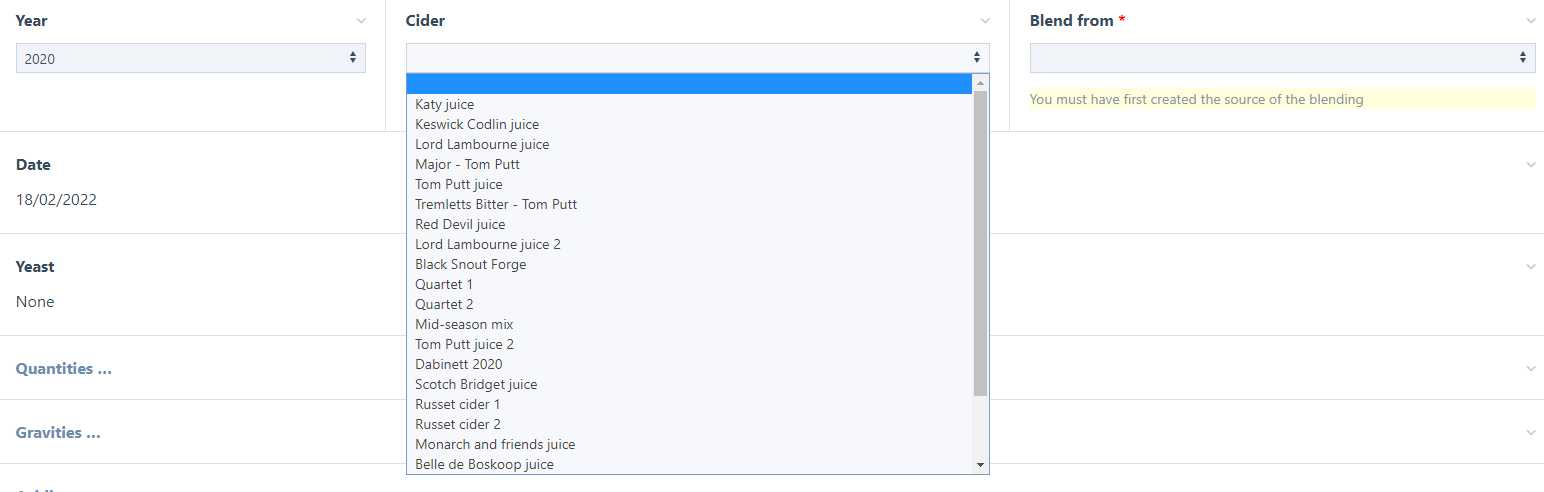 Year
Cider
Blend from *
2020
You must have first created the source of the blending
Katy juice
Keswick Codlin juice
Lord Lambourne juice
Major - Tom Putt
Tom Putt juice
Tremletts Bitter - Tom Putt
Red Devil juice
Lord Lambourne juice 2
Black Snout Forge
Quartet 1
Quartet 2
Mid-season mix
Tom Putt juice 2
Dabinett 2020
Scotch Bridget juice
Russet cider 1
Russet cider 2
Monarch and friends juice
Belle de Boskoop juice
Date
18/02/2022
Yeast
None
Quantities ...
Gravities ...